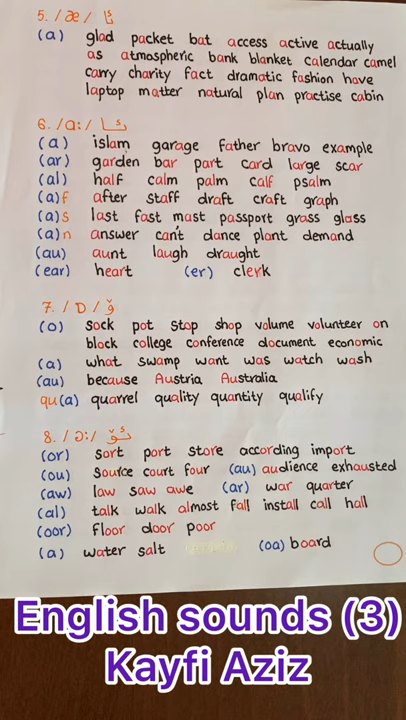 5. / æ /
(a) glad packet bat access active actually
as atmospheric bank blanket calendar camel
carry charity fact dramatic fashion have
laptop matter natural plan practise cabin
6. /ɑː/
(a) islam garage father bravo example
(ar) garden bar part card large scar
(al) half calm palm calf psalm
(a)f after staff draft craft graph
(a)s last fast mast passport grass glass
(a)n answer can't dance plant demand
(au) aunt laugh draught
(ear) heart (er) clerk
7. / ɒ / ۆ
(o) sock pot stop shop volume volunteer on
block college conference document economic
(a) what swamp want was watch wash
(au) because Austria Australia
qu(a) quarrel quality quantity qualify
8. / ɔː/
(or) sort port store according import
(ou) source court four (au) audience exhausted
(aw) law saw awe (ar) war quarter
(al) talk walk almost fall install call hall
(oor) floor door poor
(a) water salt (oa) board
English sounds (3)
Kayfi Aziz